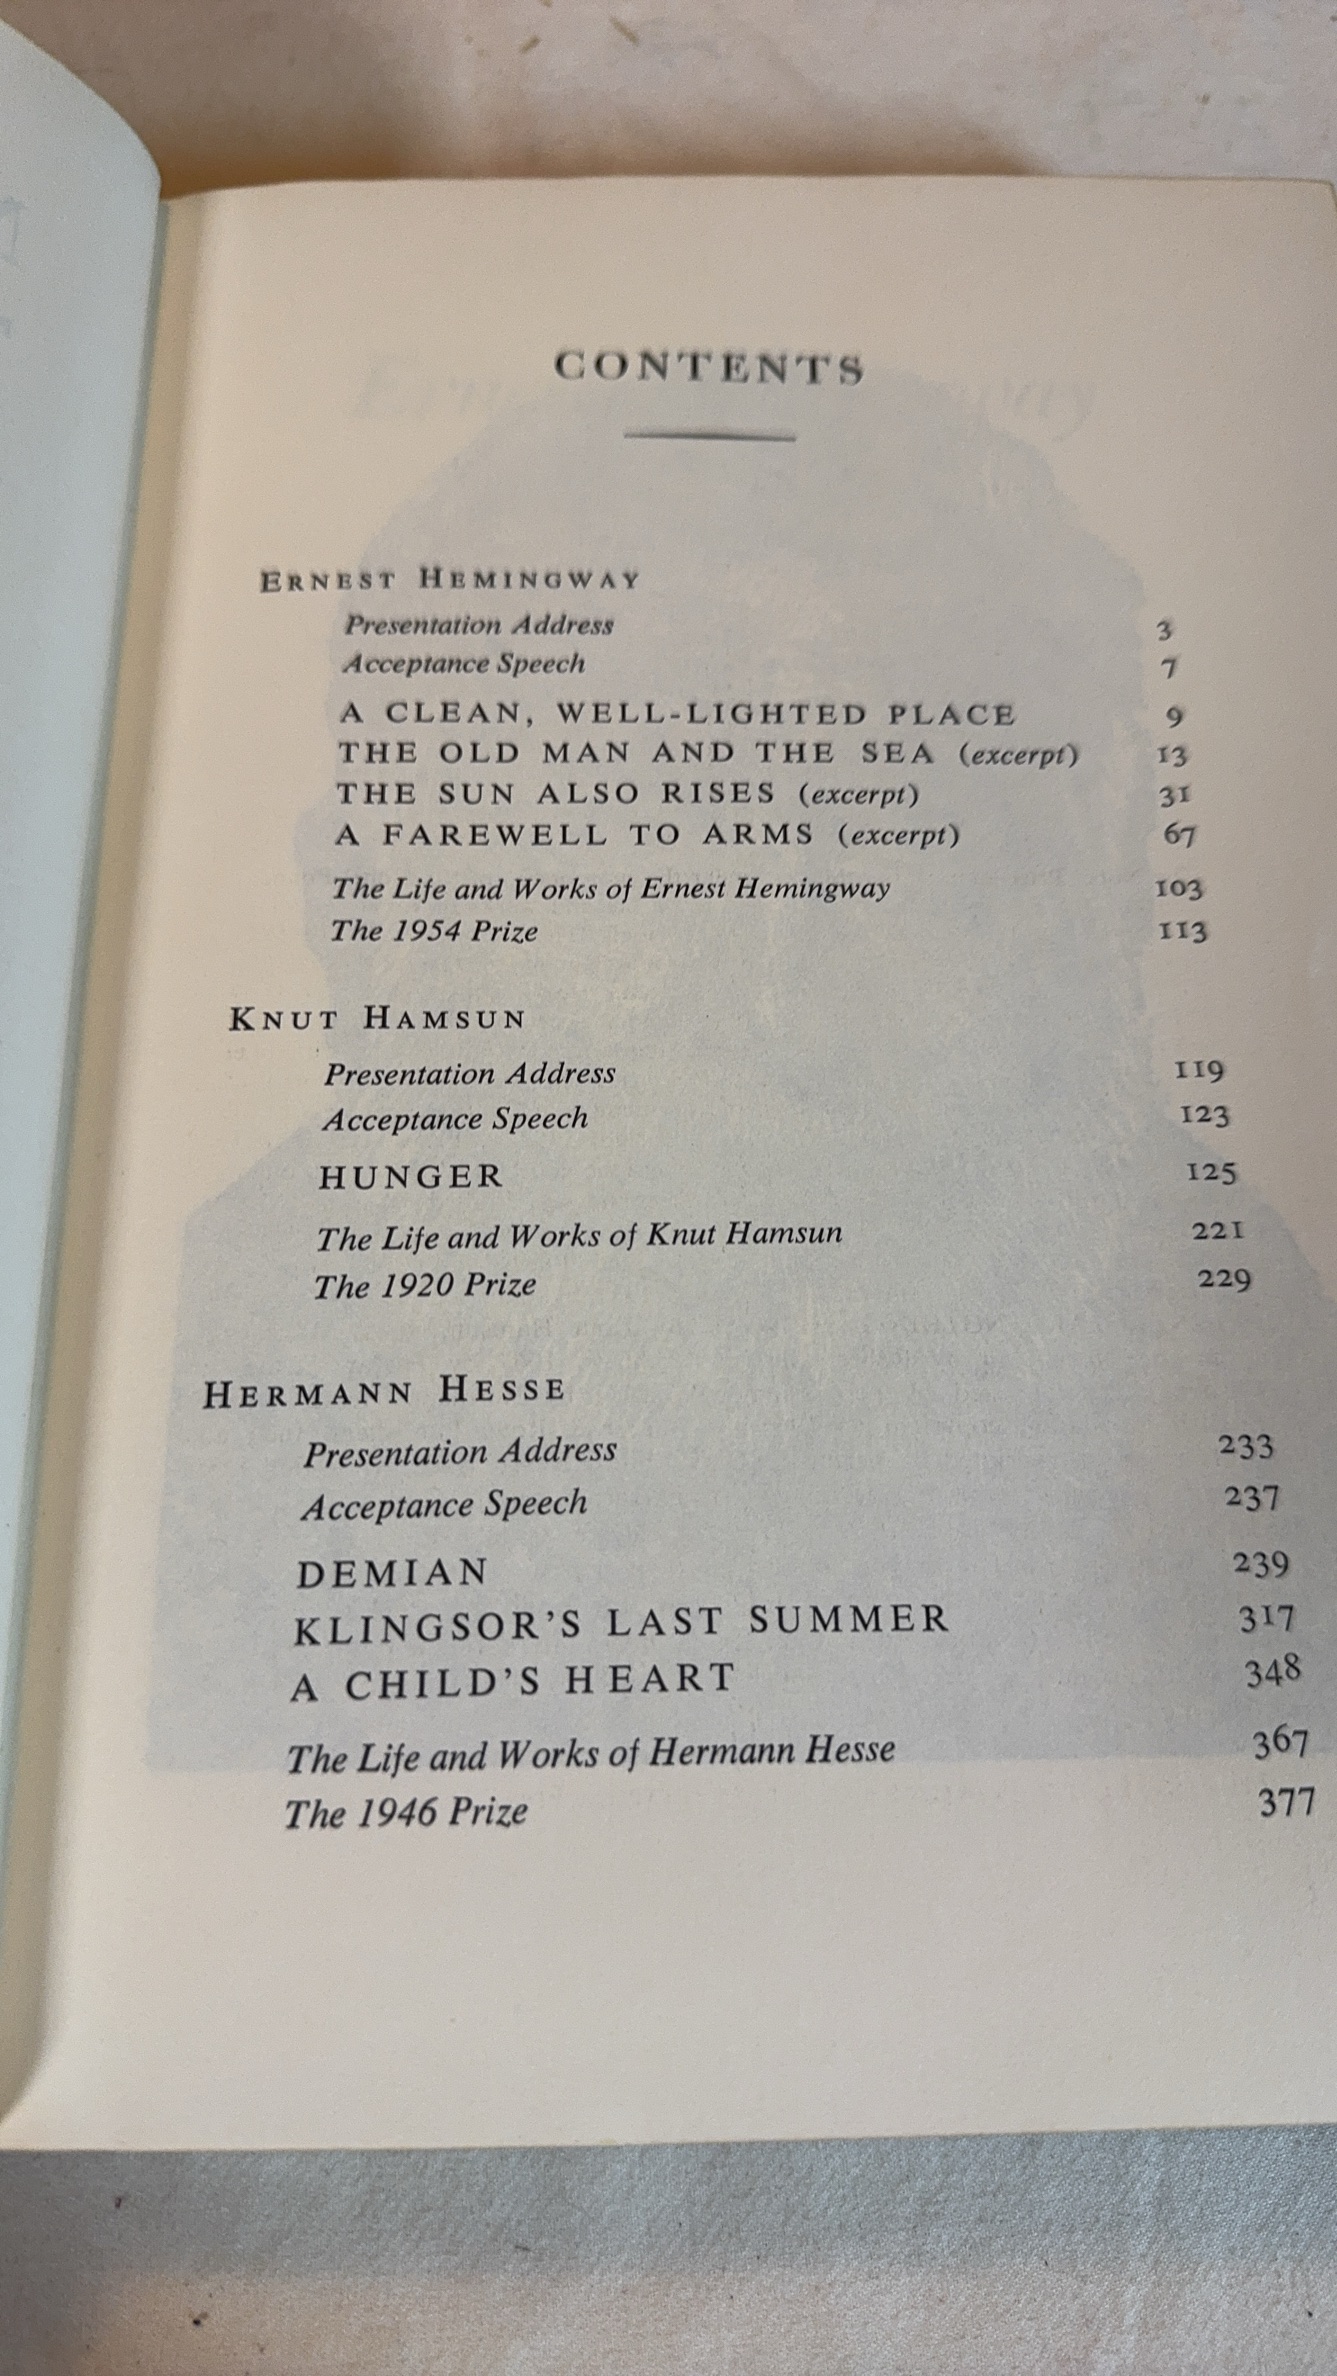 CONTENTS
ERNEST HEMINGWAY
Presentation Address 3
Acceptance Speech 7
A CLEAN, WELL-LIGHTED PLACE 9
THE OLD MAN AND THE SEA (excerpt) 13
THE SUN ALSO RISES (excerpt) 31
A FAREWELL TO ARMS (excerpt) 67
The Life and Works of Ernest Hemingway 103
The 1954 Prize 113
KNUT HAMSUN
Presentation Address 119
Acceptance Speech 123
HUNGER 125
The Life and Works of Knut Hamsun 221
The 1920 Prize 229
HERMANN HESSE
Presentation Address 233
Acceptance Speech 237
DEMIAN 239
KLINGSOR'S LAST SUMMER 317
A CHILD'S HEART 348
The Life and Works of Hermann Hesse 367
The 1946 Prize 377